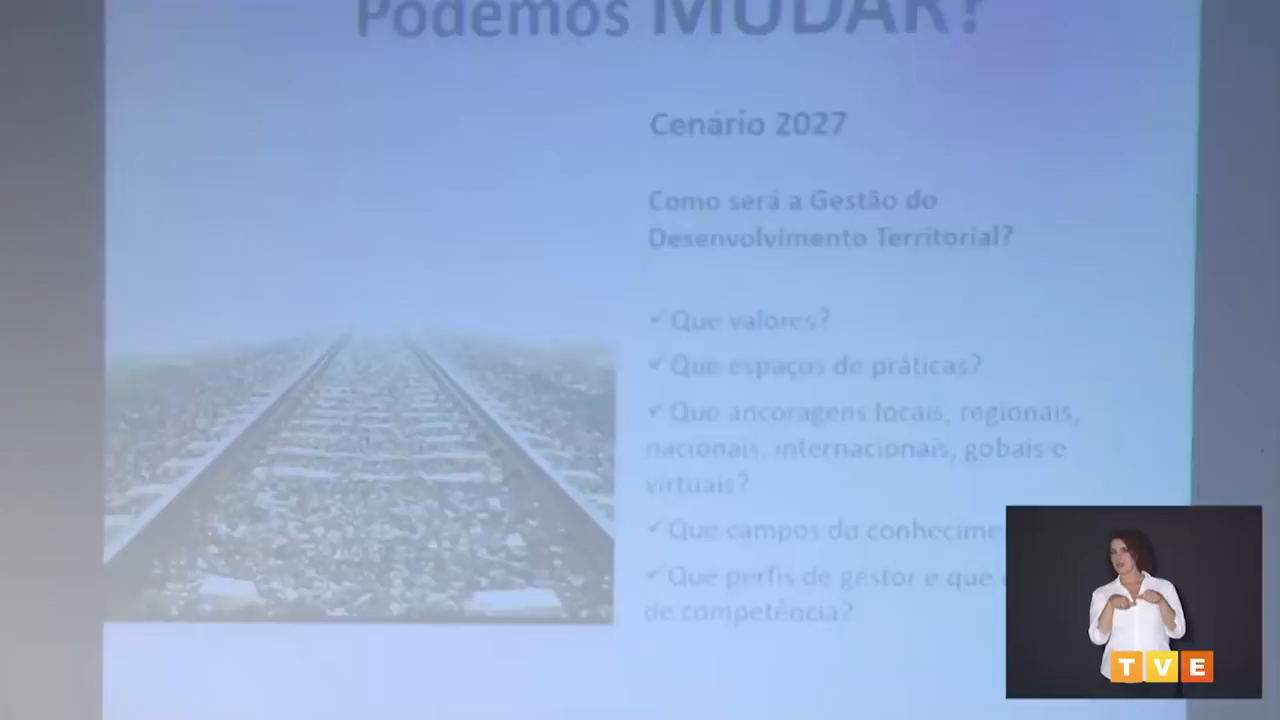 Podemos MUDAR?
Cenário 2027
Como será a Gestão do
Desenvolvimento Territorial?
✓ Que valores?
✓ Que espaços de práticas?
✓ Que ancoragens locais, regionais,
nacionais, internacionais, gobais e
virtuais?
✓ Que campos do conhecime
✓ Que perfis de gestor e que
de competência?
TVE